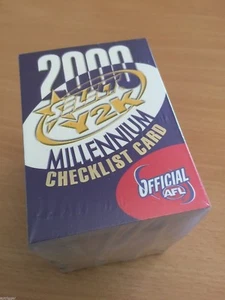 2000
Y2K
MILLENNIUM
CHECKLIST CARD
OFFICIAL
AFL